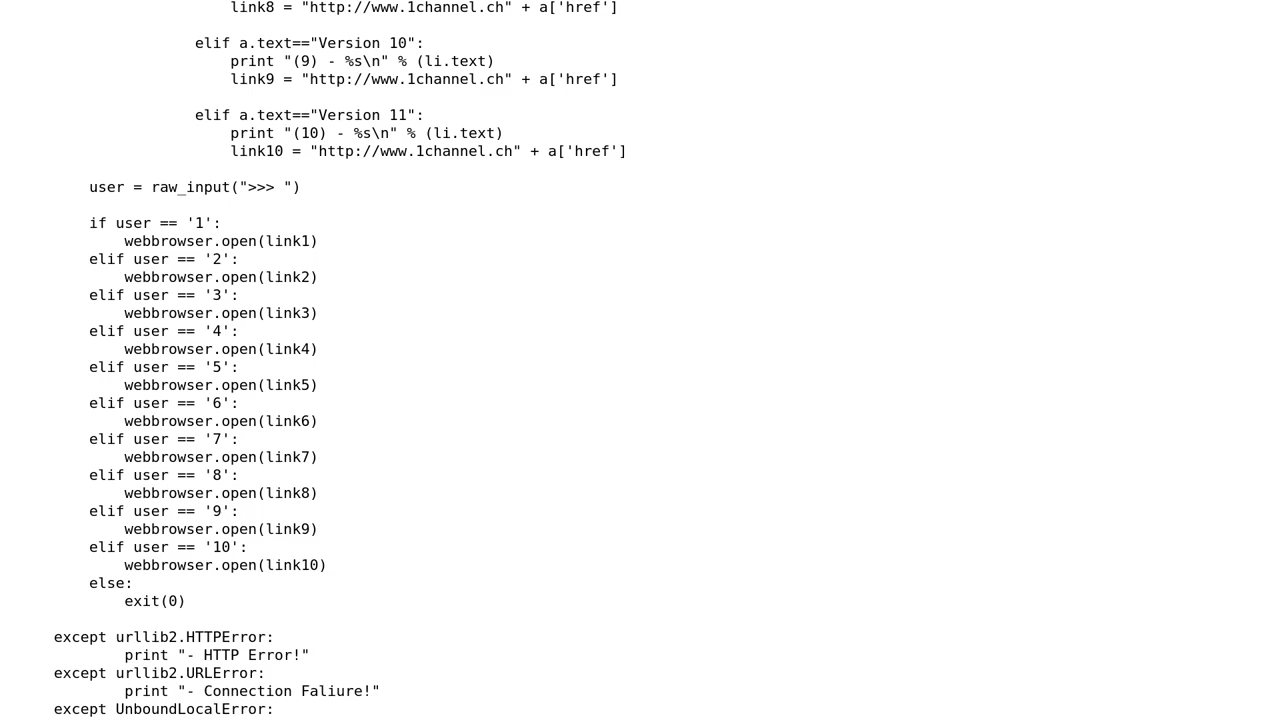 link8 = "http://www.1channel.ch" + a['href']
elif a.text=="Version 10":
print "(9) - %s\n" % (li.text)
link9 = "http://www.1channel.ch" + a['href']
elif a.text=="Version 11":
print "(10) - %s\n" % (li.text)
link10 = "http://www.1channel.ch" + a['href']
user = raw_input(">>> ")
if user == '1':
webbrowser.open(link1)
elif user == '2':
webbrowser.open(link2)
elif user == '3':
webbrowser.open(link3)
elif user == '4':
webbrowser.open(link4)
elif user == '5':
webbrowser.open(link5)
elif user == '6':
webbrowser.open(link6)
elif user == '7':
webbrowser.open(link7)
elif user == '8':
webbrowser.open(link8)
elif user == '9':
webbrowser.open(link9)
elif user == '10':
webbrowser.open(link10)
else:
exit(0)
except urllib2.HTTPError:
print "- HTTP Error!"
except urllib2.URLError:
print "- Connection Faliure!"
except UnboundLocalError: